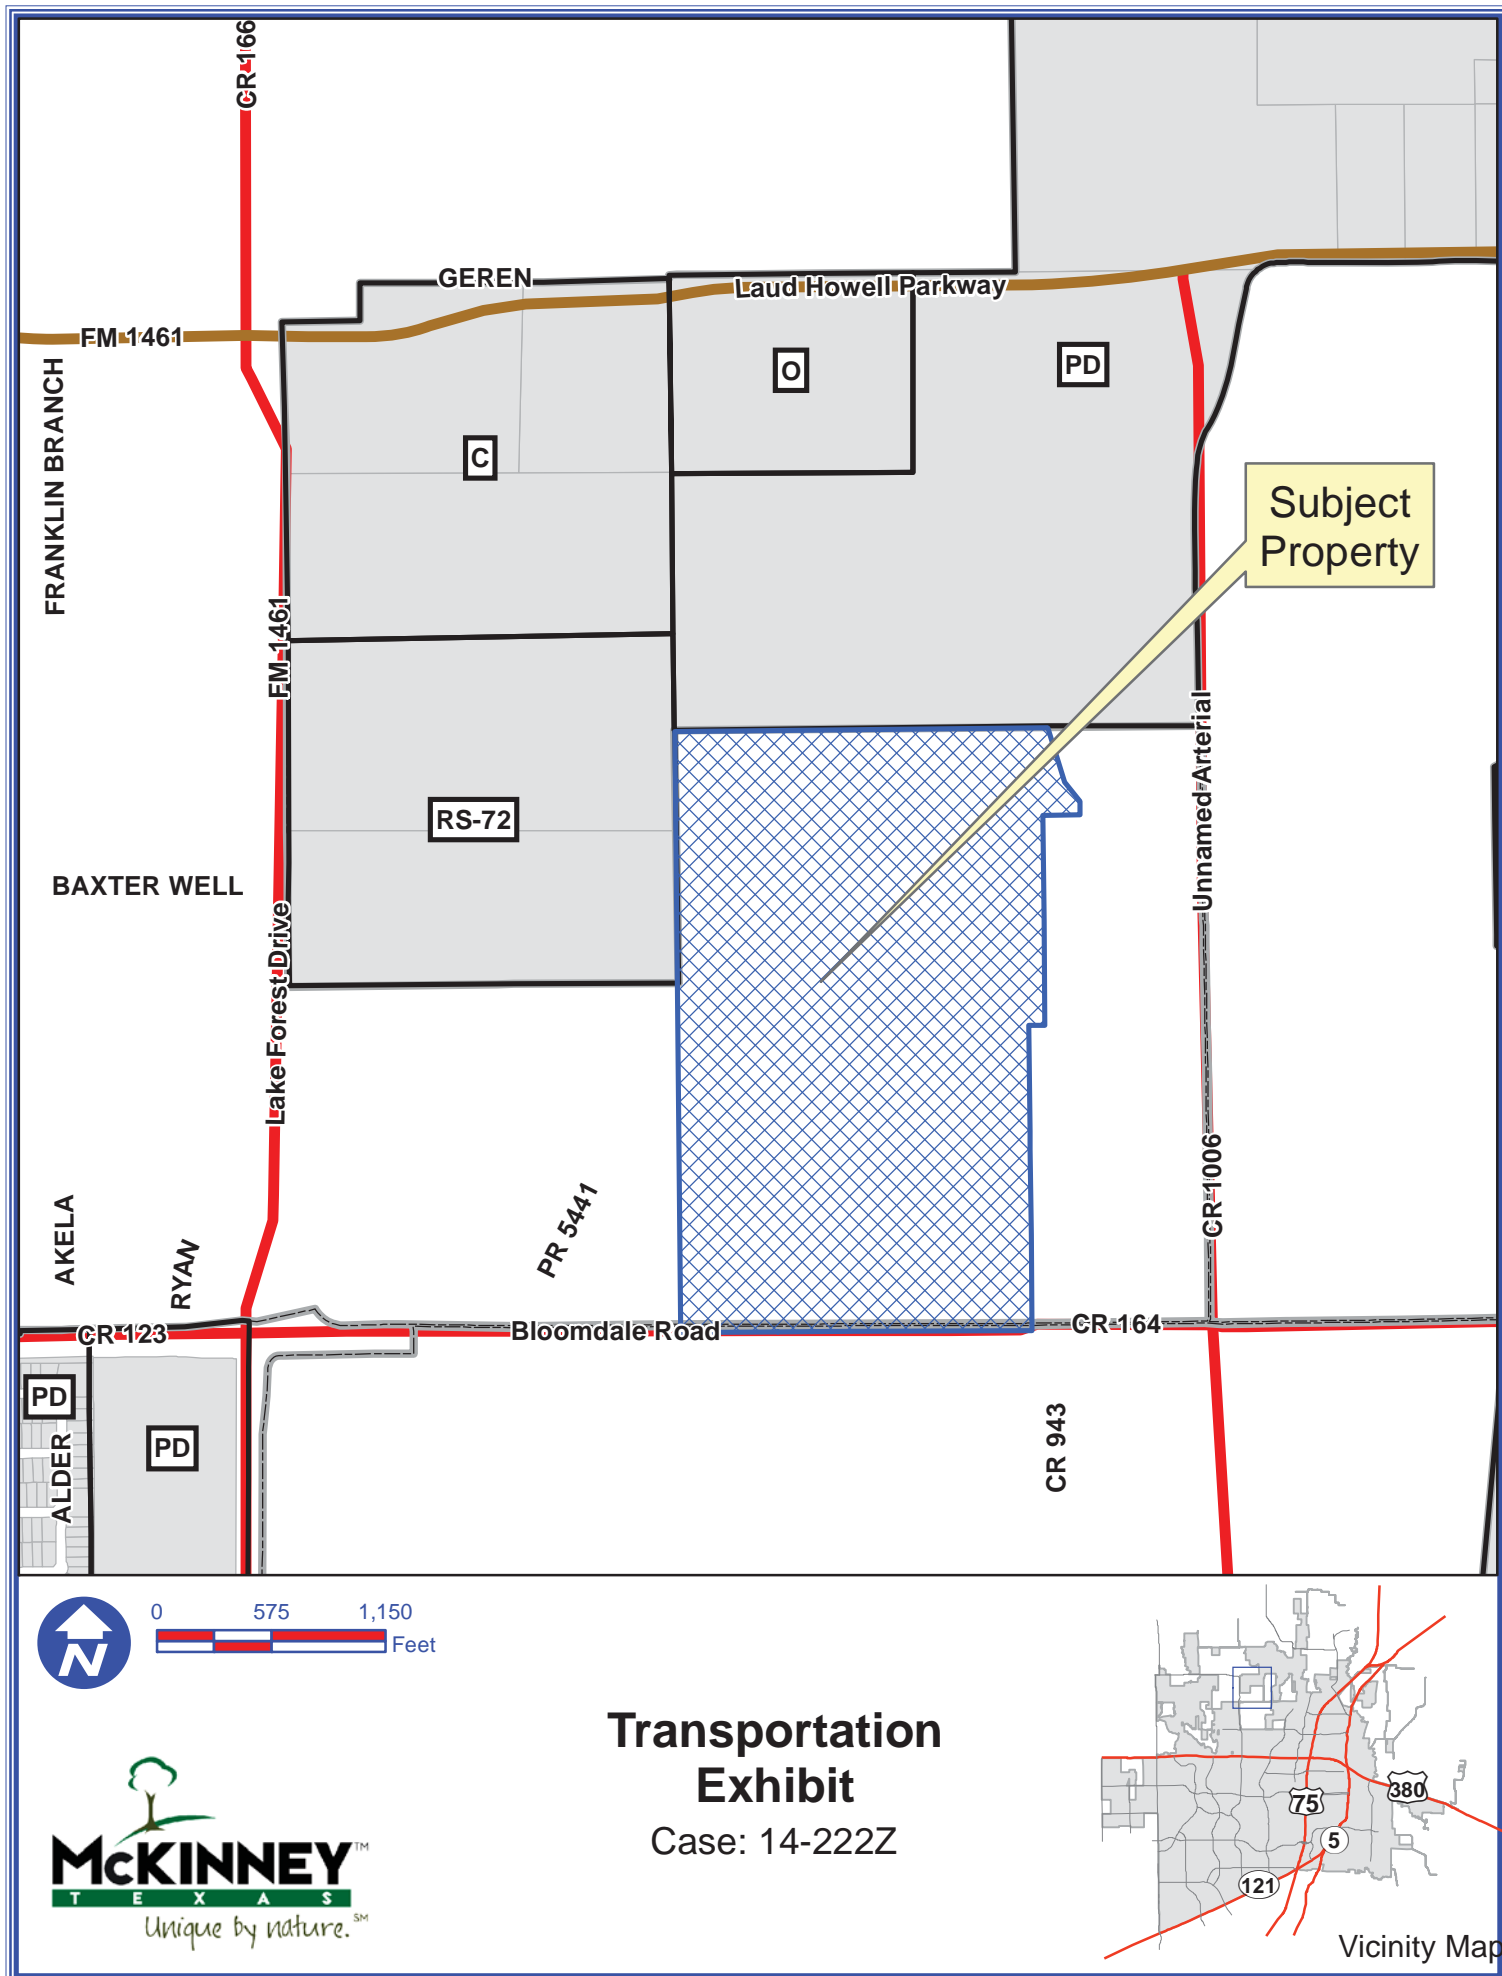 CR 166
GEREN
Laud Howell Parkway
FM 1461
O
PD
FRANKLIN BRANCH
C
Subject
Property
FM 1461
Unnamed Arterial
RS-72
BAXTER WELL
Lake Forest Drive
CR 1006
PR 5441
AKELA
RYAN
CR 123
Bloomdale Road
CR 164
PD
PD
ALDER
CR 943
0 575 1,150
Feet
N
Transportation
Exhibit
Case: 14-222Z
McKINNEY™
TEXAS
Unique by nature.℠
75
380
5
121
Vicinity Map